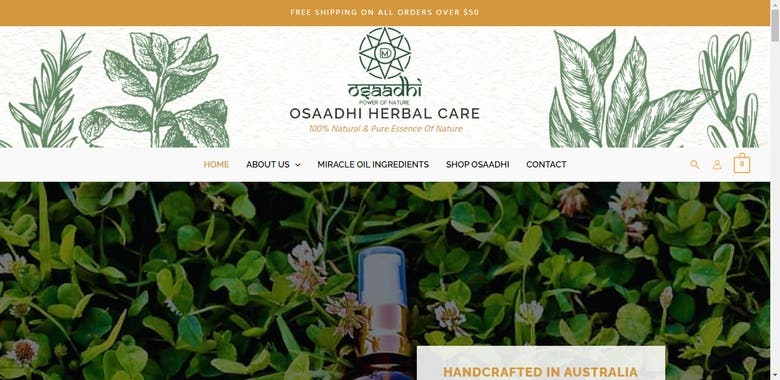 FREE SHIPPING ON ALL ORDERS OVER $50
DM
osaadhi
POWER OF NATURE
OSAADHI HERBAL CARE
100% Natural & Pure Essence Of Nature
HOME ABOUT US MIRACLE OIL INGREDIENTS SHOP OSAADHI CONTACT 0
HANDCRAFTED IN AUSTRALIA